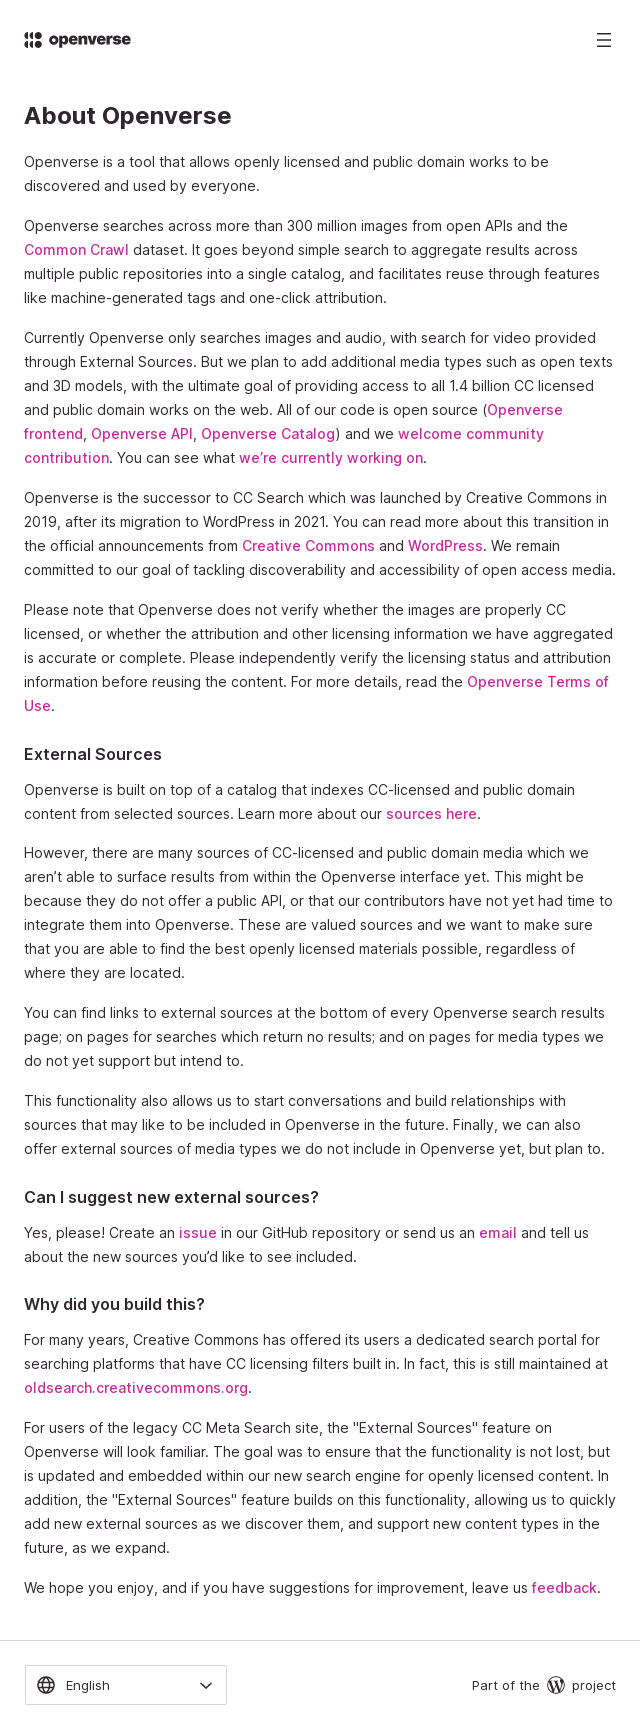 openverse
About Openverse
Openverse is a tool that allows openly licensed and public domain works to be
discovered and used by everyone.
Openverse searches across more than 300 million images from open APIs and the
Common Crawl dataset. It goes beyond simple search to aggregate results across
multiple public repositories into a single catalog, and facilitates reuse through features
like machine-generated tags and one-click attribution.
Currently Openverse only searches images and audio, with search for video provided
through External Sources. But we plan to add additional media types such as open texts
and 3D models, with the ultimate goal of providing access to all 1.4 billion CC licensed
and public domain works on the web. All of our code is open source (Openverse
frontend, Openverse API, Openverse Catalog) and we welcome community
contribution. You can see what we’re currently working on.
Openverse is the successor to CC Search which was launched by Creative Commons in
2019, after its migration to WordPress in 2021. You can read more about this transition in
the official announcements from Creative Commons and WordPress. We remain
committed to our goal of tackling discoverability and accessibility of open access media.
Please note that Openverse does not verify whether the images are properly CC
licensed, or whether the attribution and other licensing information we have aggregated
is accurate or complete. Please independently verify the licensing status and attribution
information before reusing the content. For more details, read the Openverse Terms of
Use.
External Sources
Openverse is built on top of a catalog that indexes CC-licensed and public domain
content from selected sources. Learn more about our sources here.
However, there are many sources of CC-licensed and public domain media which we
aren’t able to surface results from within the Openverse interface yet. This might be
because they do not offer a public API, or that our contributors have not yet had time to
integrate them into Openverse. These are valued sources and we want to make sure
that you are able to find the best openly licensed materials possible, regardless of
where they are located.
You can find links to external sources at the bottom of every Openverse search results
page; on pages for searches which return no results; and on pages for media types we
do not yet support but intend to.
This functionality also allows us to start conversations and build relationships with
sources that may like to be included in Openverse in the future. Finally, we can also
offer external sources of media types we do not include in Openverse yet, but plan to.
Can I suggest new external sources?
Yes, please! Create an issue in our GitHub repository or send us an email and tell us
about the new sources you’d like to see included.
Why did you build this?
For many years, Creative Commons has offered its users a dedicated search portal for
searching platforms that have CC licensing filters built in. In fact, this is still maintained at
oldsearch.creativecommons.org.
For users of the legacy CC Meta Search site, the "External Sources" feature on
Openverse will look familiar. The goal was to ensure that the functionality is not lost, but
is updated and embedded within our new search engine for openly licensed content. In
addition, the "External Sources" feature builds on this functionality, allowing us to quickly
add new external sources as we discover them, and support new content types in the
future, as we expand.
We hope you enjoy, and if you have suggestions for improvement, leave us feedback.
English
Part of the project